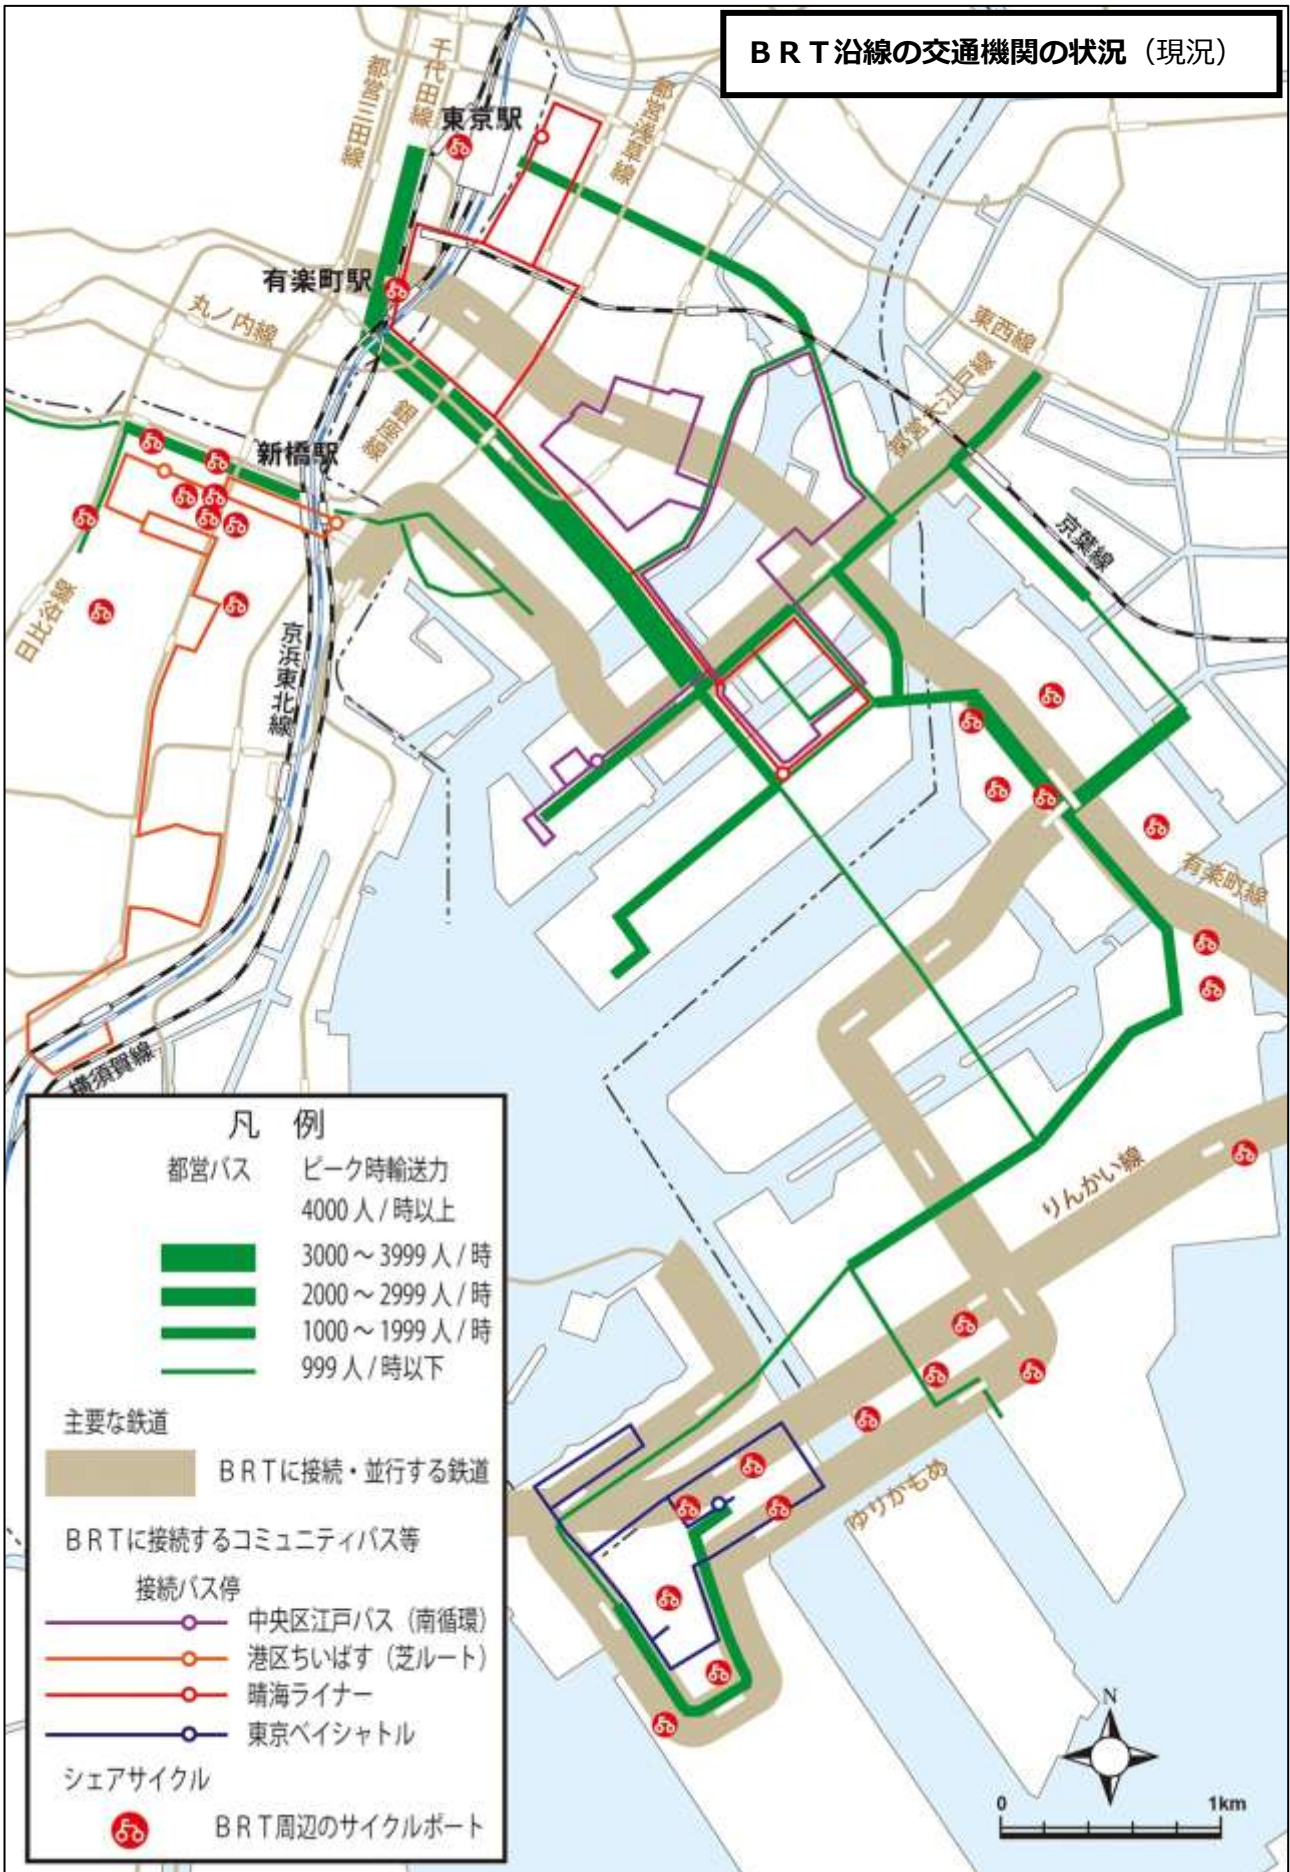 ＢＲＴ沿線の交通機関の状況（現況）
千代田線
都営三田線
東京駅
都営浅草線
有楽町駅
丸ノ内線
東西線
都営大江戸線
銀座線
新橋駅
京葉線
日比谷線
京浜東北線
有楽町線
横須賀線
りんかい線
ゆりかもめ
凡　例
都営バス　ピーク時輸送力
4000人/時以上
3000～3999人/時
2000～2999人/時
1000～1999人/時
999人/時以下
主要な鉄道
ＢＲＴに接続・並行する鉄道
ＢＲＴに接続するコミュニティバス等
接続バス停
中央区江戸バス（南循環）
港区ちぃばす（芝ルート）
晴海ライナー
東京ベイシャトル
シェアサイクル
ＢＲＴ周辺のサイクルポート
N
0　1km